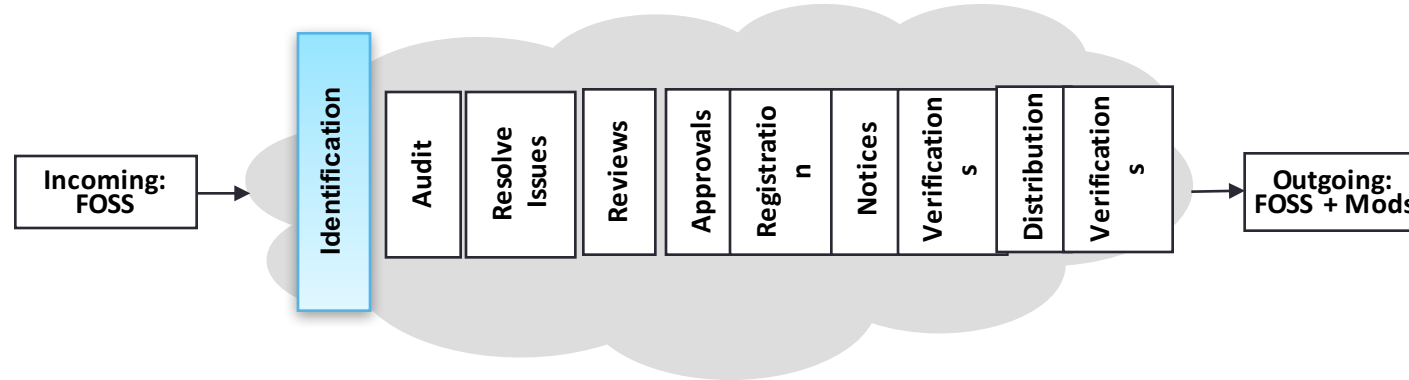 Incoming:
FOSS
Identification
Audit
Resolve
Issues
Reviews
Approvals
Registratio
n
Notices
Verification
s
Distribution
Verification
s
Outgoing:
FOSS + Mods